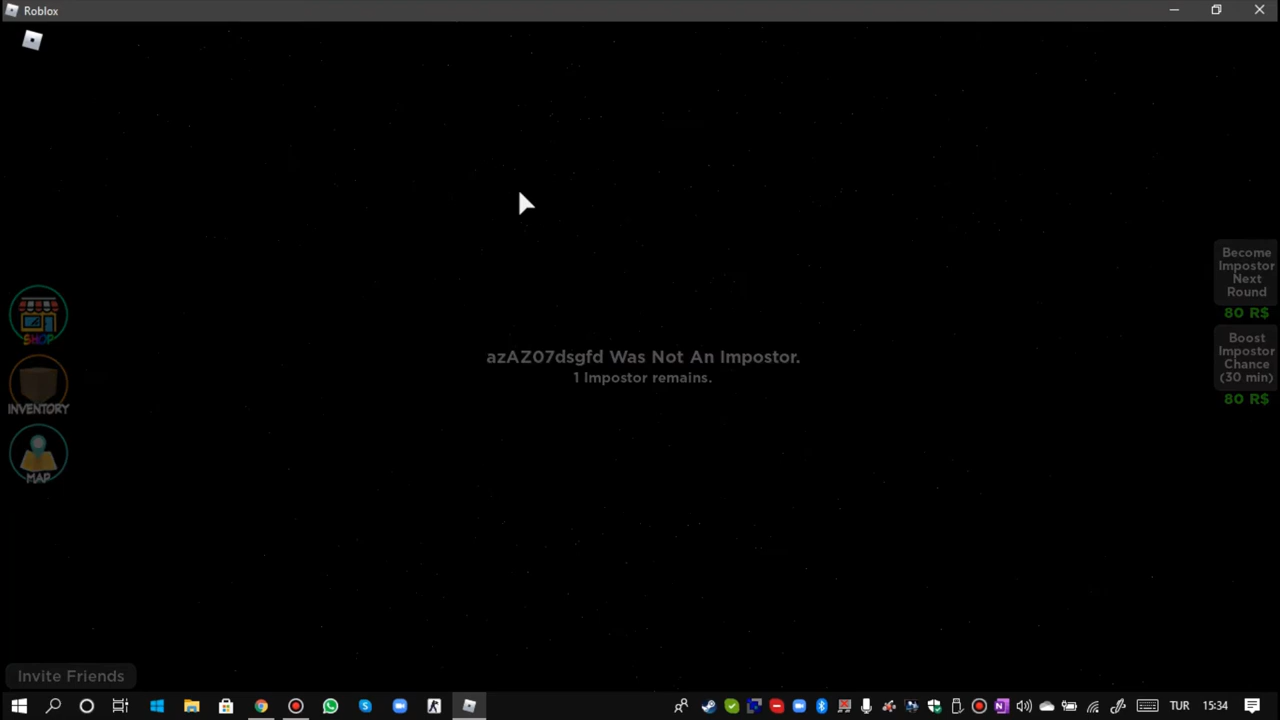 Roblox
Become
Impostor
Next
Round
80 R$
SHOP
Boost
Impostor
Chance
(30 min)
80 R$
azAZ07dsgfd Was Not An Impostor.
1 Impostor remains.
INVENTORY
MAP
Invite Friends
TUR
15:34